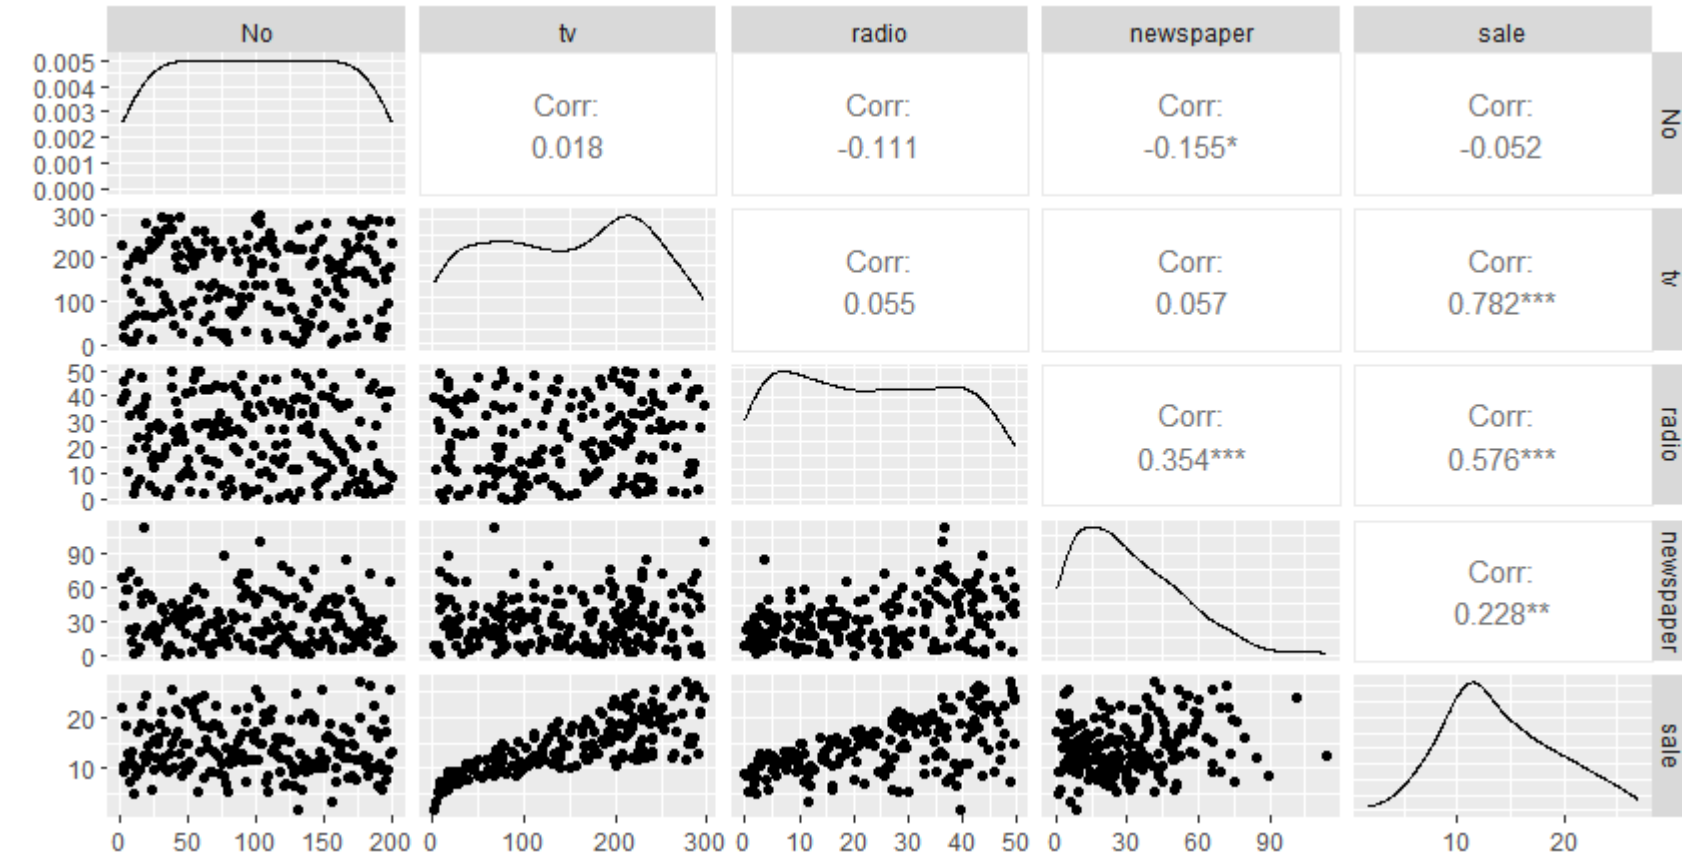 No tv radio newspaper sale
0.005
0.004
0.003
0.002
0.001
0.000
Corr:
0.018
Corr:
-0.111
Corr:
-0.155*
Corr:
-0.052
No
300
200
100
0
Corr:
0.055
Corr:
0.057
Corr:
0.782***
tv
50
40
30
20
10
0
Corr:
0.354***
Corr:
0.576***
radio
90
60
30
0
Corr:
0.228**
newspaper
20
10
sale
0 50 100 150 200 0 100 200 300 0 10 20 30 40 50 0 30 60 90 10 20